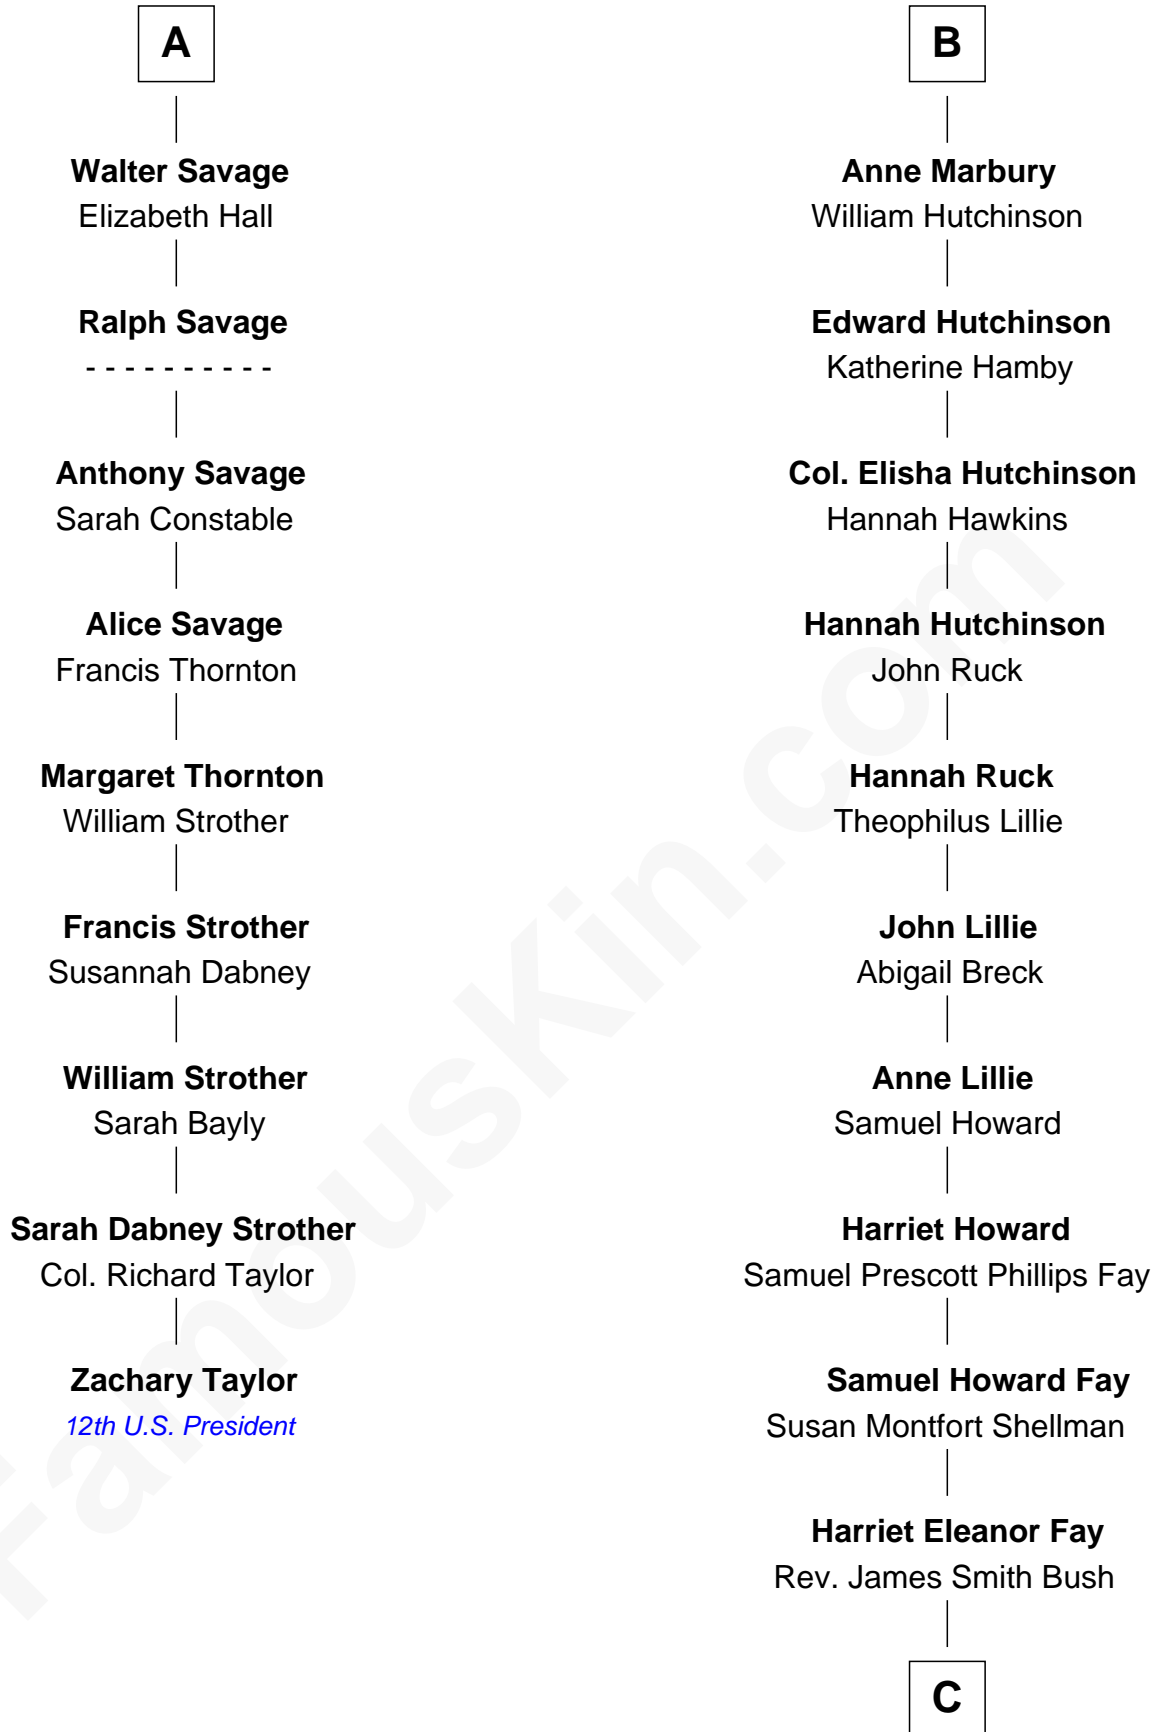 A
Walter Savage
Elizabeth Hall
Ralph Savage
- - - - - - - - - -
Anthony Savage
Sarah Constable
Alice Savage
Francis Thornton
Margaret Thornton
William Strother
Francis Strother
Susannah Dabney
William Strother
Sarah Bayly
Sarah Dabney Strother
Col. Richard Taylor
Zachary Taylor
12th U.S. President
B
Anne Marbury
William Hutchinson
Edward Hutchinson
Katherine Hamby
Col. Elisha Hutchinson
Hannah Hawkins
Hannah Hutchinson
John Ruck
Hannah Ruck
Theophilus Lillie
John Lillie
Abigail Breck
Anne Lillie
Samuel Howard
Harriet Howard
Samuel Prescott Phillips Fay
Samuel Howard Fay
Susan Montfort Shellman
Harriet Eleanor Fay
Rev. James Smith Bush
C
FamousKin.com